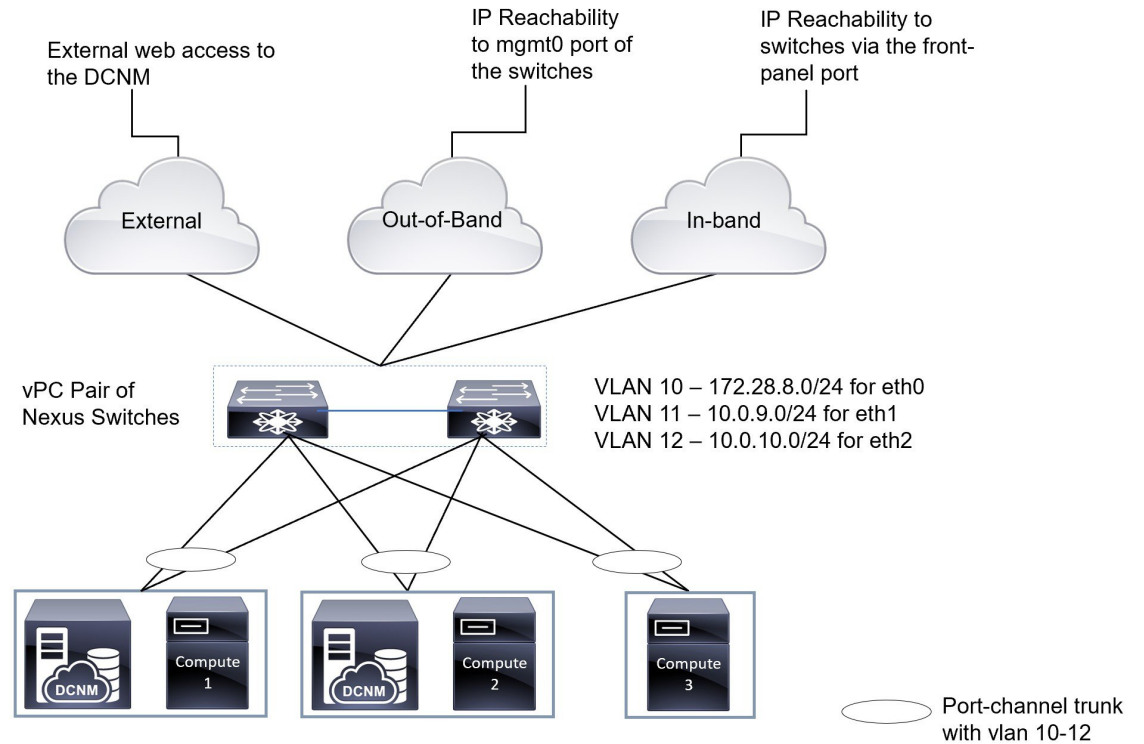 External web access to
the DCNM
IP Reachability
to mgmt0 port of
the switches
IP Reachability to
switches via the front-
panel port
External
Out-of-Band
In-band
vPC Pair of
Nexus Switches
VLAN 10 – 172.28.8.0/24 for eth0
VLAN 11 – 10.0.9.0/24 for eth1
VLAN 12 – 10.0.10.0/24 for eth2
DCNM
Compute
1
DCNM
Compute
2
Compute
3
Port-channel trunk
with vlan 10-12